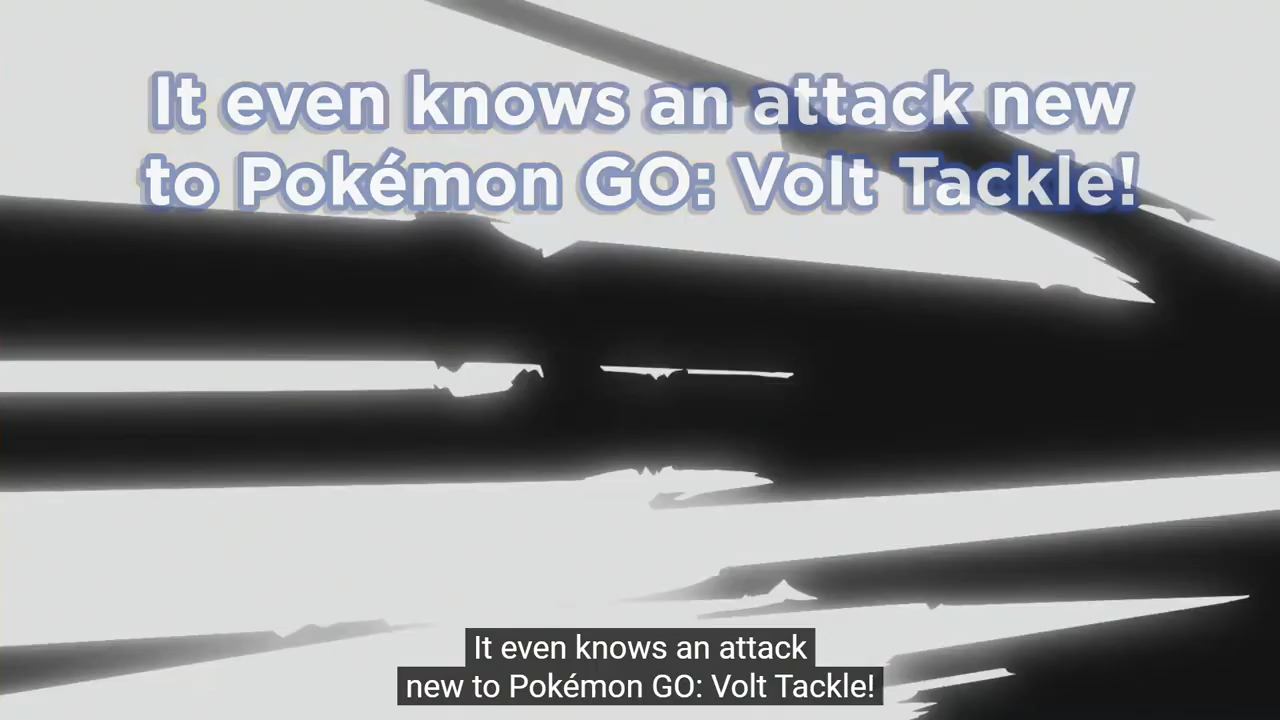 It even knows an attack new
to Pokémon GO: Volt Tackle!
It even knows an attack
new to Pokémon GO: Volt Tackle!